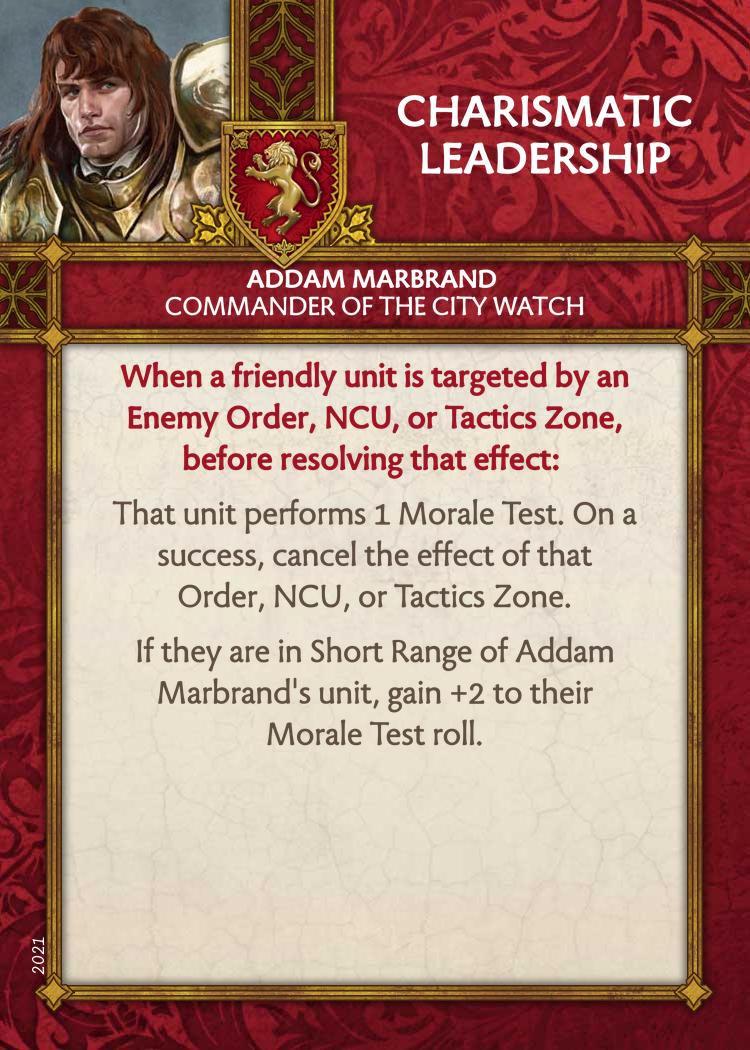 CHARISMATIC
LEADERSHIP
ADDAM MARBRAND
COMMANDER OF THE CITY WATCH
When a friendly unit is targeted by an
Enemy Order, NCU, or Tactics Zone,
before resolving that effect:
That unit performs 1 Morale Test. On a
success, cancel the effect of that
Order, NCU, or Tactics Zone.
If they are in Short Range of Addam
Marbrand's unit, gain +2 to their
Morale Test roll.
2021